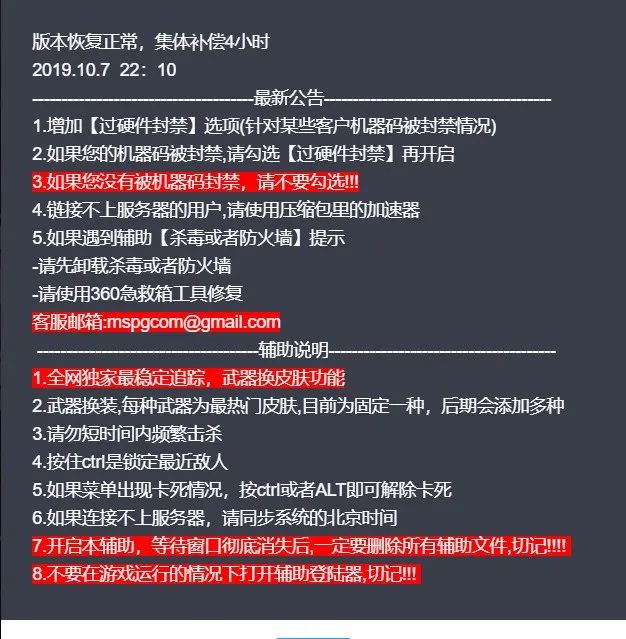 版本恢复正常，集体补偿4小时
2019.10.7 22：10
--------------------------------------最新公告---------------------------------------
1.增加【过硬件封禁】选项(针对某些客户机器码被封禁情况)
2.如果您的机器码被封禁,请勾选【过硬件封禁】再开启
3.如果您没有被机器码封禁，请不要勾选!!!
4.链接不上服务器的用户,请使用压缩包里的加速器
5.如果遇到辅助【杀毒或者防火墙】提示
-请先卸载杀毒或者防火墙
-请使用360急救箱工具修复
客服邮箱:mspgcom@gmail.com
--------------------------------------辅助说明---------------------------------------
1.全网独家最稳定追踪，武器换皮肤功能
2.武器换装,每种武器为最热门皮肤,目前为固定一种，后期会添加多种
3.请勿短时间内频繁击杀
4.按住ctrl是锁定最近敌人
5.如果菜单出现卡死情况，按ctrl或者ALT即可解除卡死
6.如果连接不上服务器，请同步系统的北京时间
7.开启本辅助，等待窗口彻底消失后,一定要删除所有辅助文件,切记!!!!
8.不要在游戏运行的情况下打开辅助登陆器,切记!!!